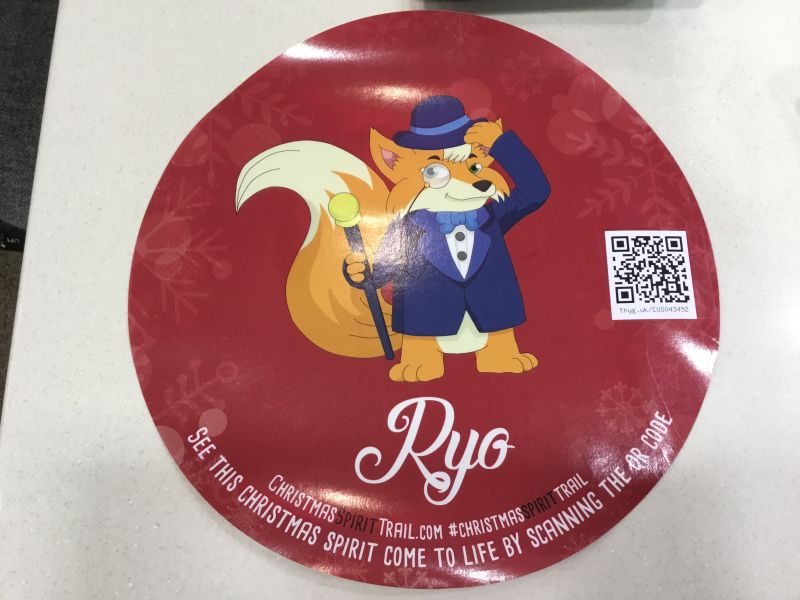 thyg.uk/CUS043492
Ryo
ChristmasSpiritTrail.com #ChristmasSpiritTrail
See this Christmas Spirit come to life by scanning the QR code